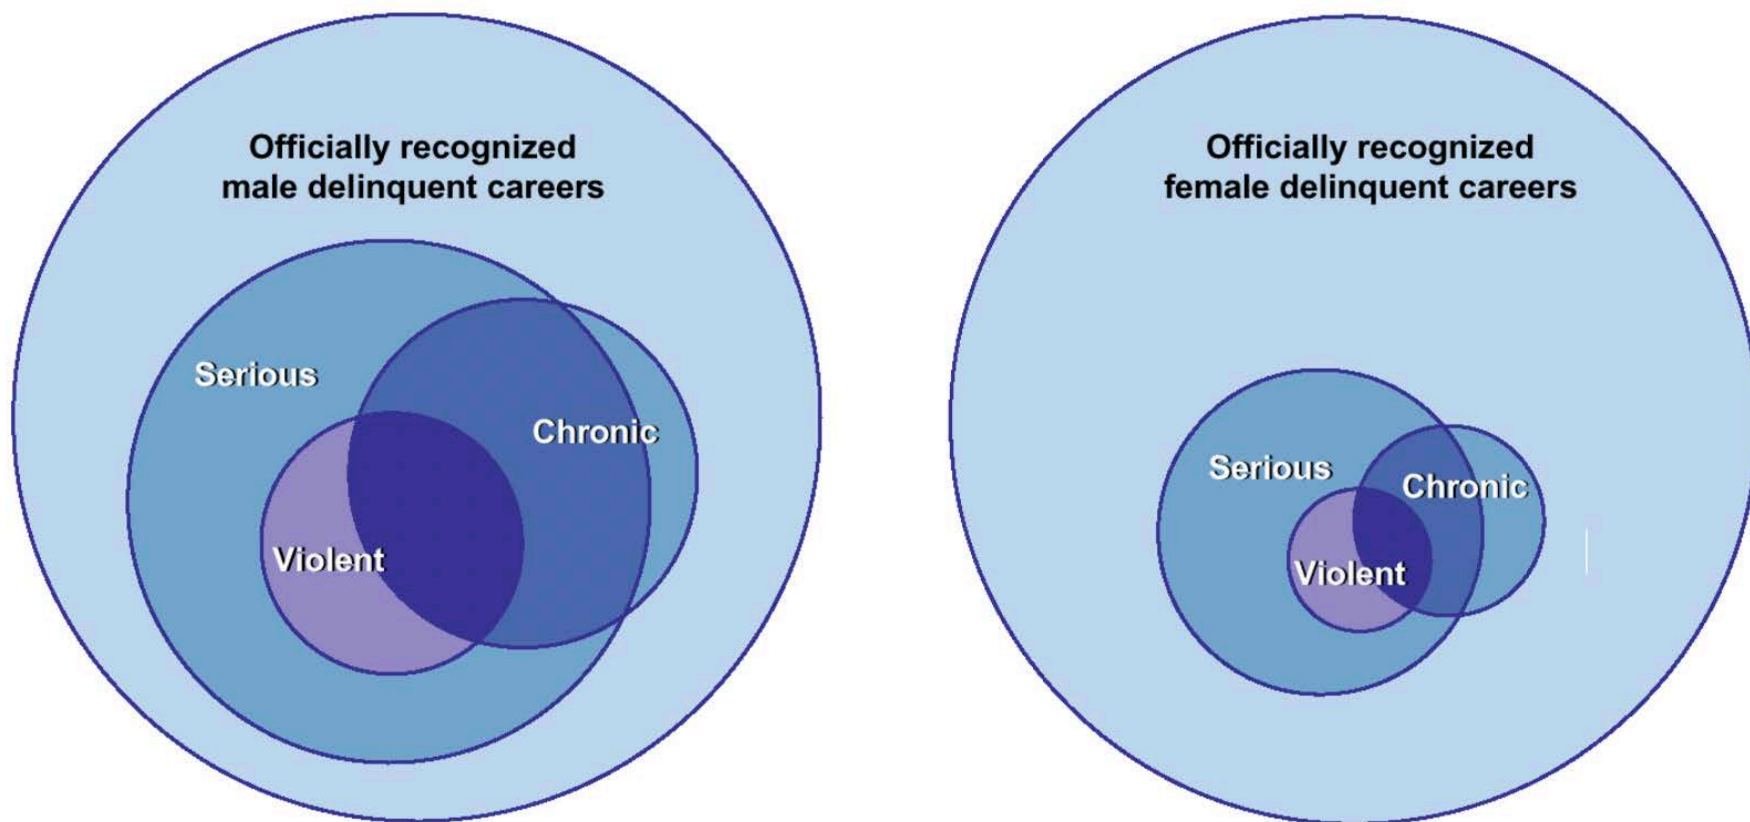 Officially recognized
male delinquent careers
Serious
Chronic
Violent
Officially recognized
female delinquent careers
Serious
Chronic
Violent